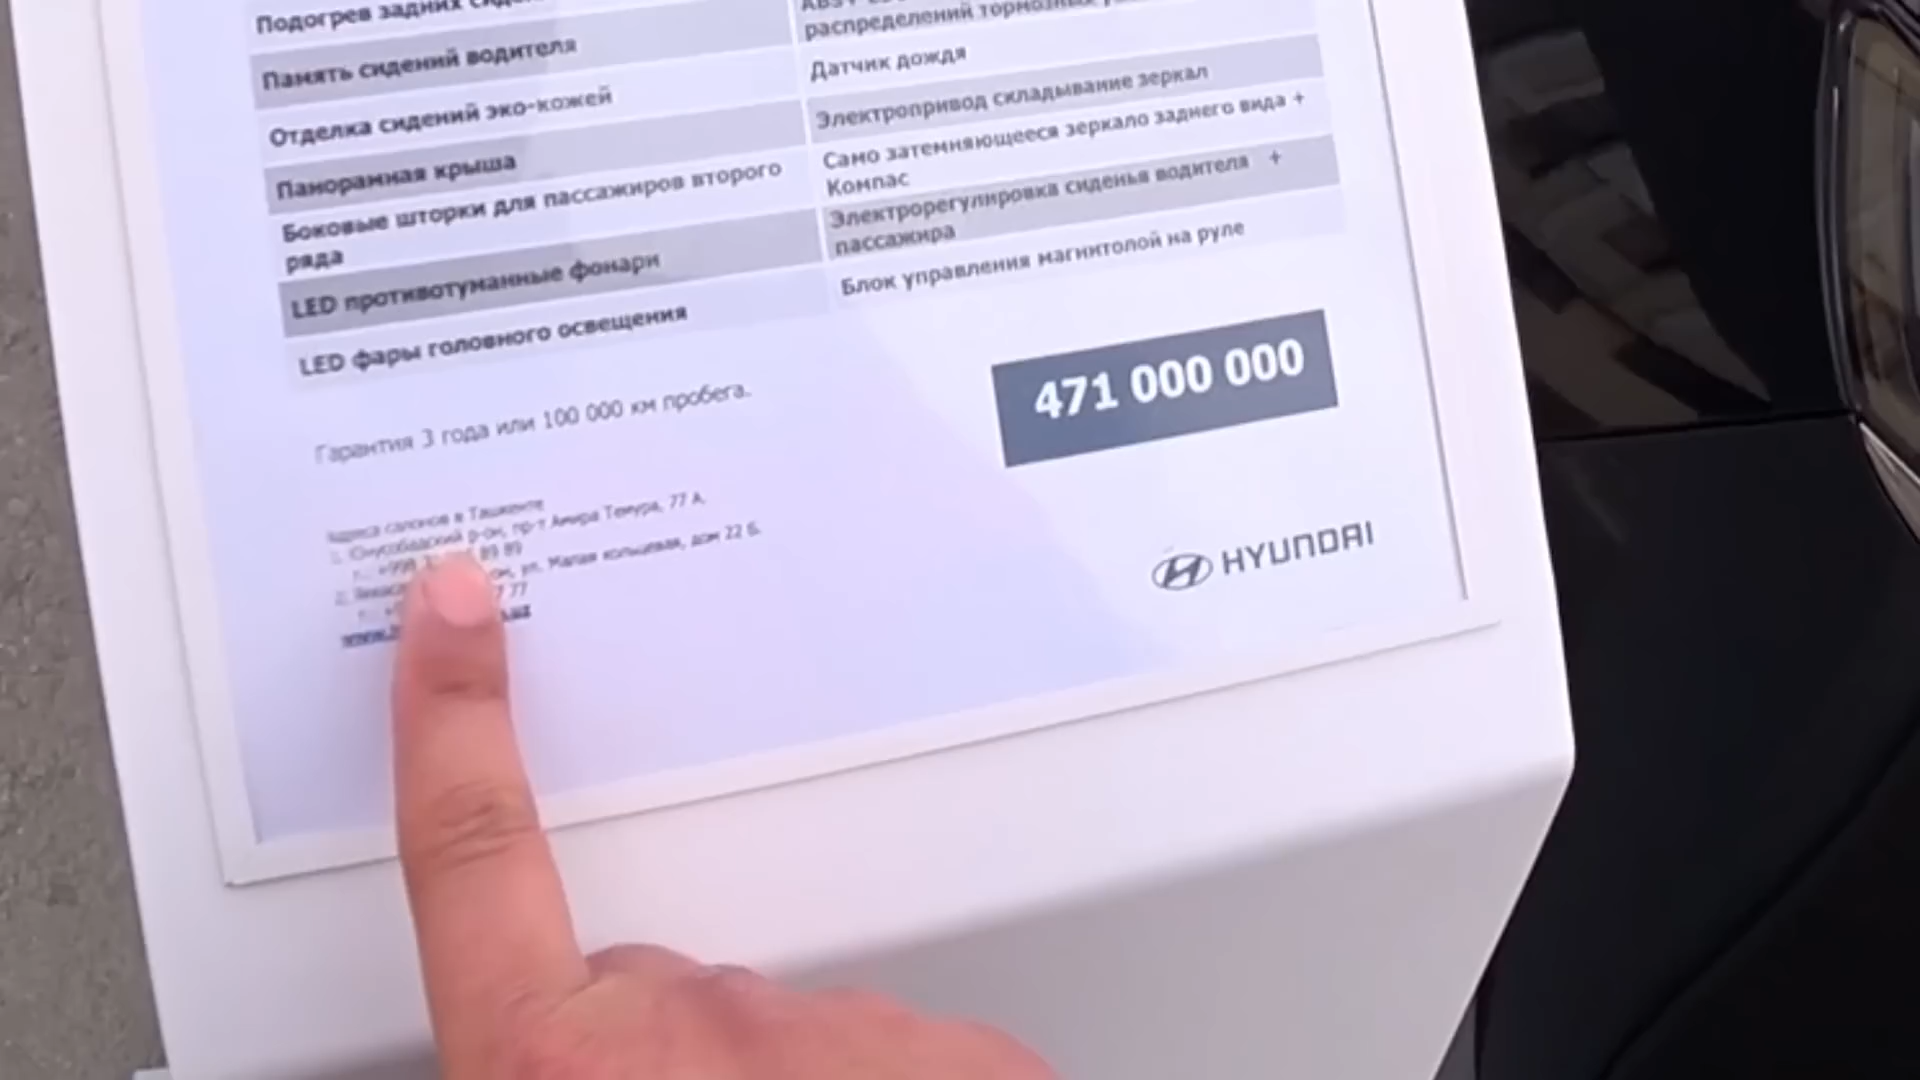 Подогрев задних
Память сидений водителя
Отделка сидений эко-кожей
Панорамная крыша
Боковые шторки для пассажиров второго
ряда
LED противотуманные фонари
LED фары головного освещения
распределений тормозных
Датчик дождя
Электропривод складывание зеркал
Само затемняющееся зеркало заднего вида +
Компас
Электрорегулировка сиденья водителя +
пассажира
Блок управления магнитолой на руле
471 000 000
Гарантия 3 года или 100 000 км пробега.
Адреса салонов в Ташкенте
1. Юнусобадский р-он, пр-т Амира Темура, 77 А.
+998 89 89
2. ул. Малая кольцевая, дом 22 б.
77
HYUNDAI